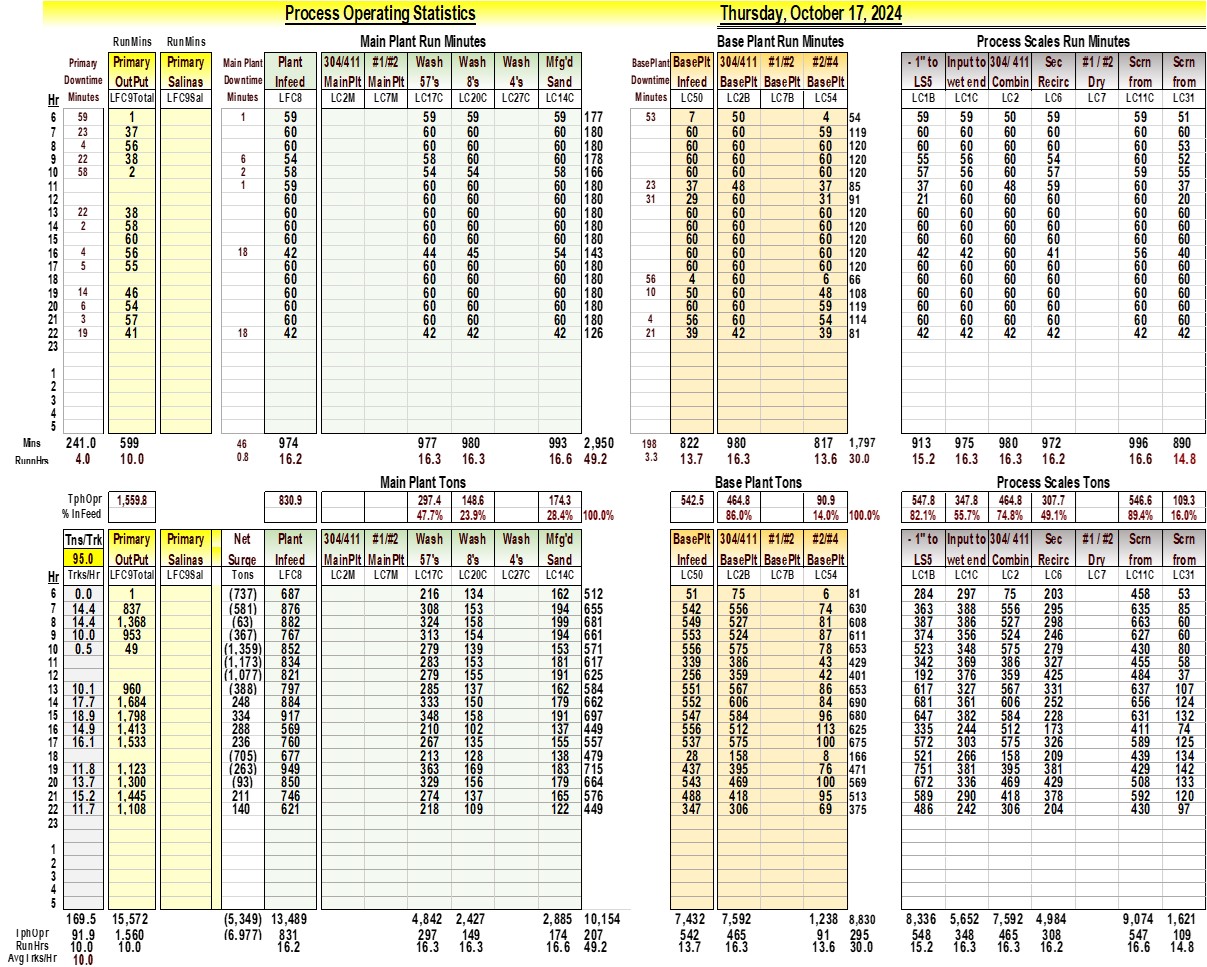 Process Operating Statistics Thursday, October 17, 2024
RunMins RunMins Main Plant Run Minutes Base Plant Run Minutes Process Scales Run Minutes
Primary Primary Primary Main Plant Plant 304/411 #1/#2 Wash Wash Wash Mfg'd BasePlant BasePlt 304/411 #1/#2 #2/#4 - 1" to Input to 304/ 411 Sec #1 / #2 Scrn Scrn
Downtime OutPut Salinas Downtime Infeed MainPlt MainPlt 57's 8's 4's Sand Downtime Infeed BasePlt BasePlt BasePlt LS5 wet end Combin Recirc Dry from from
Hr Minutes LFC9Total LFC9Sal Minutes LFC8 LC2M LC7M LC17C LC20C LC27C LC14C Minutes LC50 LC2B LC7B LC54 LC1B LC1C LC2 LC6 LC7 LC11C LC31
6 59 1 1 59 59 59 59 177 53 7 50 4 54 59 59 50 59 59 51
7 23 37 60 60 60 60 180 60 60 59 119 60 60 60 60 60 60
8 4 56 60 60 60 60 180 60 60 60 120 60 60 60 60 60 53
9 22 38 6 54 58 60 60 178 60 60 60 120 55 56 60 54 60 52
10 58 2 2 58 54 54 58 166 60 60 60 120 57 56 60 57 59 55
11 1 59 60 60 60 180 23 37 48 37 85 37 60 48 59 60 37
12 60 60 60 60 180 31 29 60 31 91 21 60 60 60 60 20
13 22 38 60 60 60 60 180 60 60 60 120 60 60 60 60 60 60
14 2 58 60 60 60 60 180 60 60 60 120 60 60 60 60 60 60
15 60 60 60 60 60 180 60 60 60 120 60 60 60 60 60 60
16 4 56 18 42 44 45 54 143 60 60 60 120 42 42 60 41 56 40
17 5 55 60 60 60 60 180 60 60 60 120 60 60 60 60 60 60
18 60 60 60 60 180 56 4 60 6 66 60 60 60 60 60 60
19 14 46 60 60 60 60 180 10 50 60 48 108 60 60 60 60 60 60
20 6 54 60 60 60 60 180 60 60 59 119 60 60 60 60 60 60
21 3 57 60 60 60 60 180 4 56 60 54 114 60 60 60 60 60 60
22 19 41 18 42 42 42 42 126 21 39 42 39 81 42 42 42 42 42 42
23
1
2
3
4
5
Mins 241.0 599 46 974 977 980 993 2,950 198 822 980 817 1,797 913 975 980 972 996 890
RunnHrs 4.0 10.0 0.8 16.2 16.3 16.3 16.6 49.2 3.3 13.7 16.3 13.6 30.0 15.2 16.3 16.3 16.2 16.6 14.8
Main Plant Tons Base Plant Tons Process Scales Tons
TphOpr 1,559.8 830.9 297.4 148.6 174.3 542.5 464.8 90.9 547.8 347.8 464.8 307.7 546.6 109.3
% InFeed 47.7% 23.9% 28.4% 100.0% 86.0% 14.0% 100.0% 82.1% 55.7% 74.8% 49.1% 89.4% 16.0%
Tns/Trk Primary Primary Net Plant 304/411 #1/#2 Wash Wash Wash Mfg'd BasePlt 304/411 #1/#2 #2/#4 - 1" to Input to 304/ 411 Sec #1 / #2 Scrn Scrn
95.0 OutPut Salinas Surge Infeed MainPlt MainPlt 57's 8's 4's Sand Infeed BasePlt BasePlt BasePlt LS5 wet end Combin Recirc Dry from from
Hr Trks/Hr LFC9Total LFC9Sal Tons LFC8 LC2M LC7M LC17C LC20C LC27C LC14C LC50 LC2B LC7B LC54 LC1B LC1C LC2 LC6 LC7 LC11C LC31
6 0.0 1 (737) 687 216 134 162 512 51 75 6 81 284 297 75 203 458 53
7 14.4 837 (581) 876 308 153 194 655 542 556 74 630 363 388 556 295 635 85
8 14.4 1,368 (63) 882 324 158 199 681 549 527 81 608 387 386 527 298 663 60
9 10.0 953 (367) 767 313 154 194 661 553 524 87 611 374 356 524 246 627 60
10 0.5 49 (1,359) 852 279 139 153 571 556 575 78 653 523 348 575 279 430 80
11 (1,173) 834 283 153 181 617 339 386 43 429 342 369 386 327 455 58
12 (1,077) 821 279 155 191 625 256 359 42 401 192 376 359 425 484 37
13 10.1 960 (388) 797 285 137 162 584 551 567 86 653 617 327 567 331 637 107
14 17.7 1,684 248 884 333 150 179 662 552 606 84 690 681 361 606 252 656 124
15 18.9 1,798 334 917 348 158 191 697 547 584 96 680 647 382 584 228 631 132
16 14.9 1,413 288 569 210 102 137 449 556 512 113 625 335 244 512 173 411 74
17 16.1 1,533 236 760 267 135 155 557 537 575 100 675 572 303 575 326 589 125
18 (705) 677 213 128 138 479 28 158 8 166 521 266 158 209 439 134
19 11.8 1,123 (263) 949 363 169 183 715 437 395 76 471 751 381 395 381 429 142
20 13.7 1,300 (93) 850 329 156 179 664 543 469 100 569 672 336 469 429 508 133
21 15.2 1,445 211 746 274 137 165 576 488 418 95 513 589 290 418 378 592 120
22 11.7 1,108 140 621 218 109 122 449 347 306 69 375 486 242 306 204 430 97
23
1
2
3
4
5
169.5 15,572 (5,349) 13,489 4,842 2,427 2,885 10,154 7,432 7,592 1,238 8,830 8,336 5,652 7,592 4,984 9,074 1,621
TphOpr 91.9 1,560 (6,977) 831 297 149 174 207 542 465 91 295 548 348 465 308 547 109
RunHrs 10.0 10.0 16.2 16.3 16.3 16.6 49.2 13.7 16.3 13.6 30.0 15.2 16.3 16.3 16.2 16.6 14.8
AvgTrks/Hr 10.0